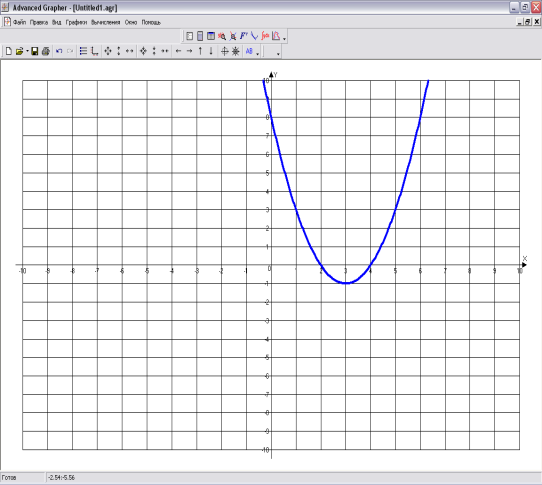 Advanced Grapher - [Untitled1.agr]
Файл Правка Вид Графики Вычисления Окно Помощь
F'
AB
Y
10
8
7
6
5
4
3
2
1
X
-10 -9 -8 -7 -6 -5 -4 -3 -2 -1 0 1 2 3 4 5 6 7 8 9 10
-1
-2
-3
-4
-5
-6
-7
-8
-9
-10
Готов -2.54:-5.56